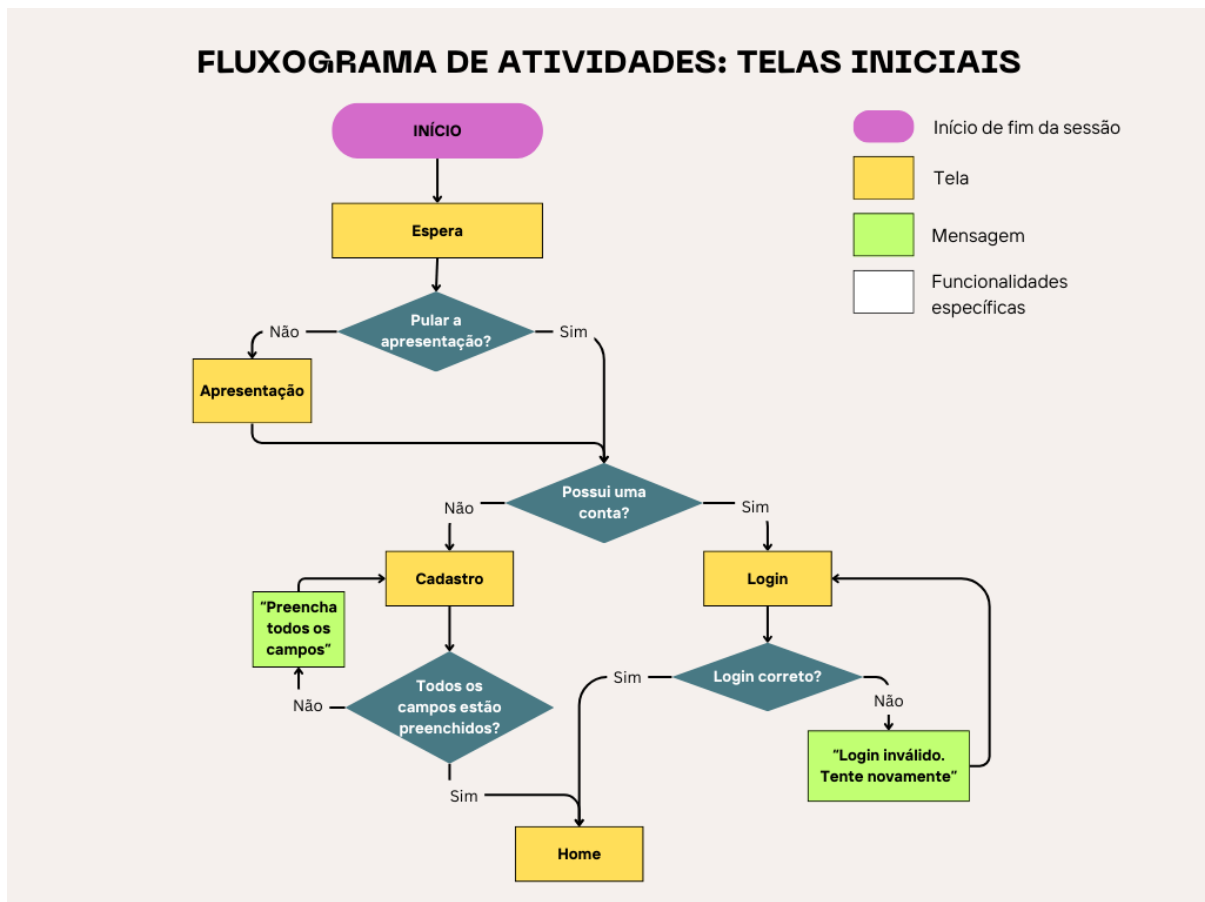 FLUXOGRAMA DE ATIVIDADES: TELAS INICIAIS
INÍCIO
Início de fim da sessão
Tela
Mensagem
Funcionalidades
específicas
Espera
Pular a
apresentação?
Não
Sim
Apresentação
Possui uma
conta?
Não
Sim
Cadastro
Login
"Preencha
todos os
campos"
Todos os
campos estão
preenchidos?
Não
Sim
Login correto?
Sim
Não
"Login inválido.
Tente novamente"
Home